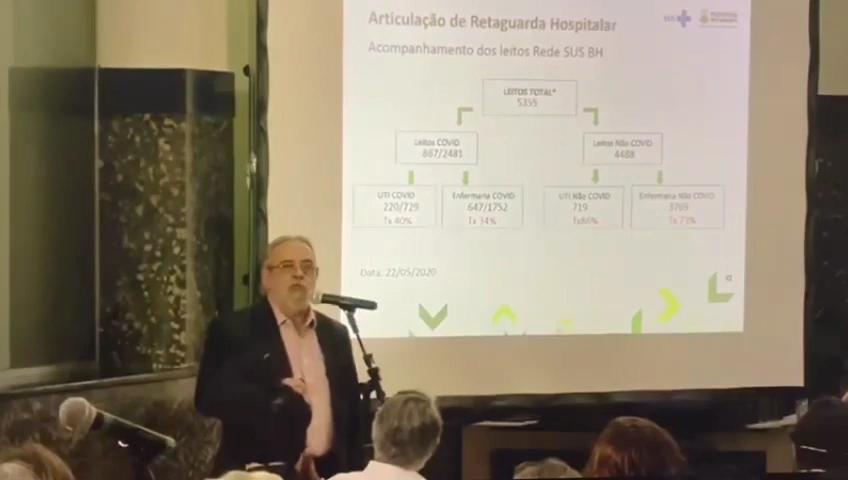 Articulação de Retaguarda Hospitalar
SUS
Acompanhamento dos leitos Rede SUS BH
LEITOS TOTAL*
5355
Leitos COVID
867/2481
Leitos Não COVID
4488
UTI COVID
220/729
Tx 40%
Enfermaria COVID
647/1752
Tx 34%
UTI Não COVID
719
Enfermaria Não COVID
3769
Tx 73%
Data: 22/05/2020